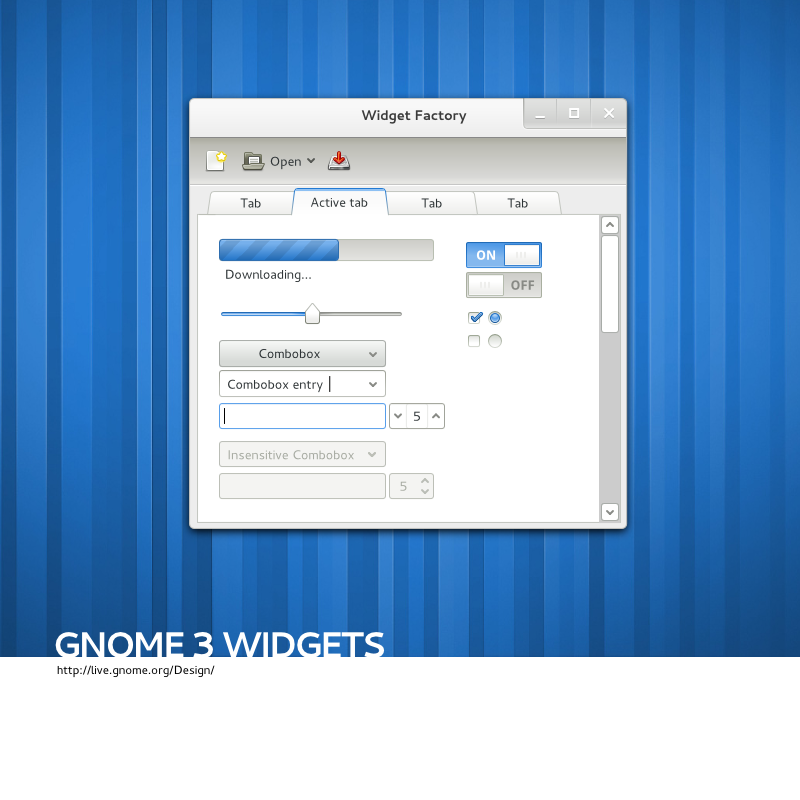 Widget Factory
Open
Tab Active tab Tab Tab
Downloading...
ON
OFF
Combobox
Combobox entry
5
Insensitive Combobox
5
GNOME 3 WIDGETS
http://live.gnome.org/Design/